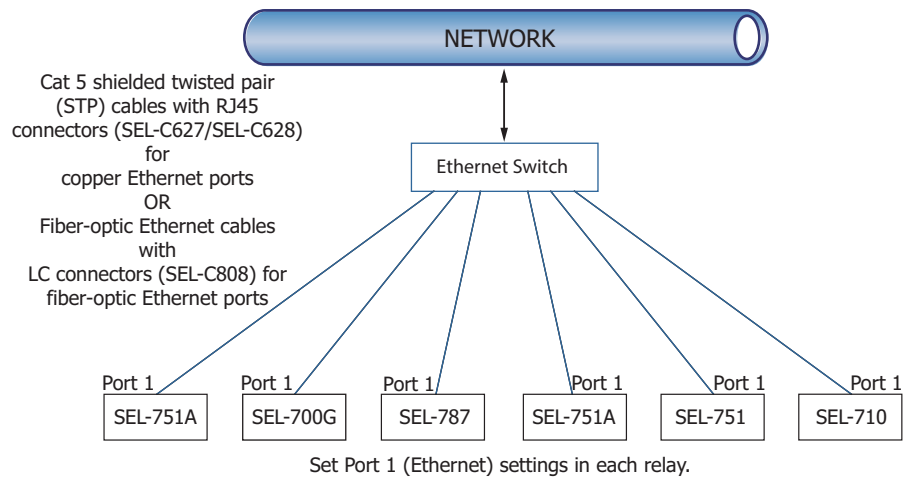 NETWORK
Cat 5 shielded twisted pair
(STP) cables with RJ45
connectors (SEL-C627/SEL-C628)
for
copper Ethernet ports
OR
Fiber-optic Ethernet cables
with
LC connectors (SEL-C808) for
fiber-optic Ethernet ports
Ethernet Switch
Port 1 Port 1 Port 1 Port 1 Port 1 Port 1
SEL-751A SEL-700G SEL-787 SEL-751A SEL-751 SEL-710
Set Port 1 (Ethernet) settings in each relay.